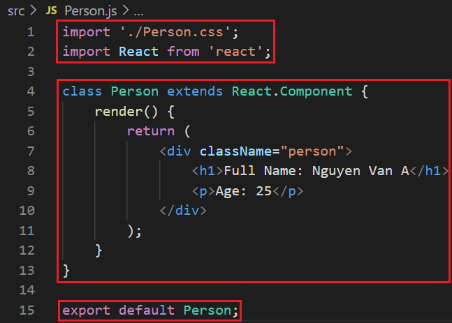 src > JS Person.js > ...
1 import './Person.css';
2 import React from 'react';
3
4 class Person extends React.Component {
5     render() {
6         return (
7             <div className="person">
8                 <h1>Full Name: Nguyen Van A</h1>
9                 <p>Age: 25</p>
10             </div>
11         );
12     }
13 }
14
15 export default Person;